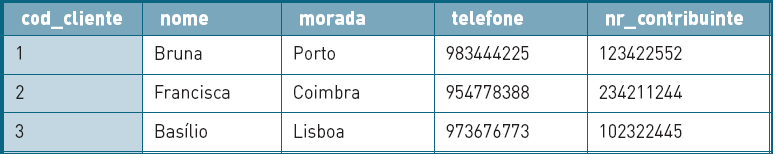 cod_cliente nome morada telefone nr_contribuinte
1 Bruna Porto 983444225 123422552
2 Francisca Coimbra 954778388 234211244
3 Basílio Lisboa 973676773 102322445